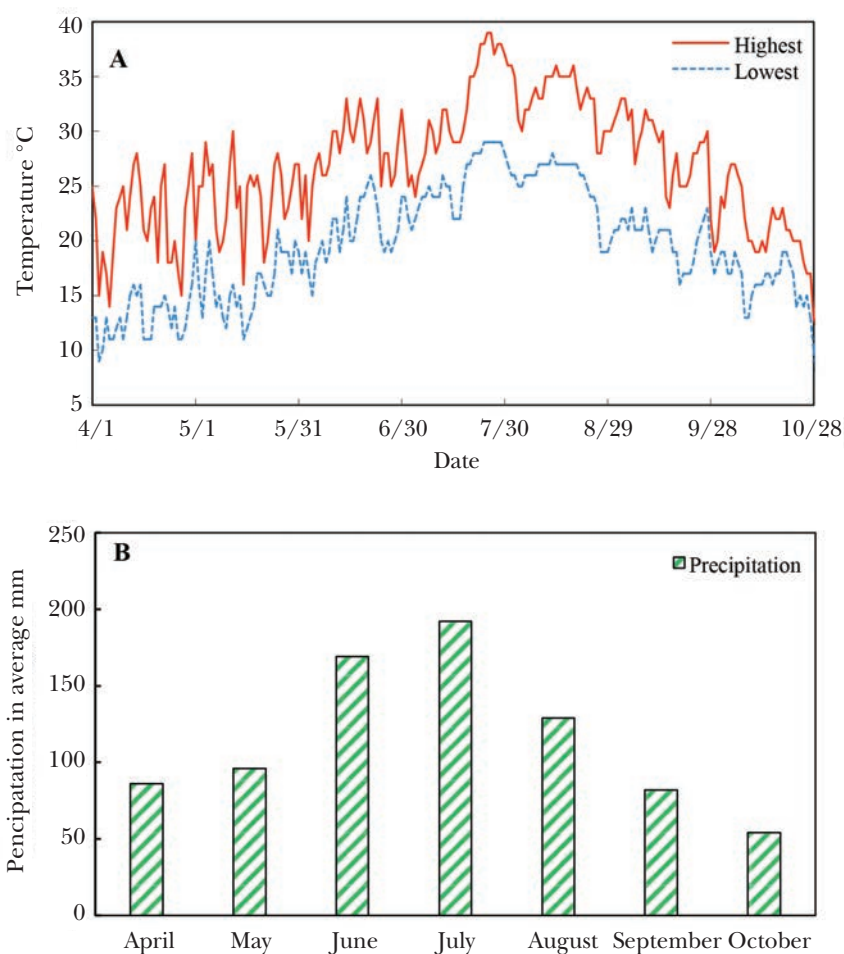 A
Highest
Lowest
Temperature °C
40
35
30
25
20
15
10
5
4/1 5/1 5/31 6/30 7/30 8/29 9/28 10/28
Date
B
Precipitation
Pencipatation in average mm
250
200
150
100
50
0
April May June July August September October